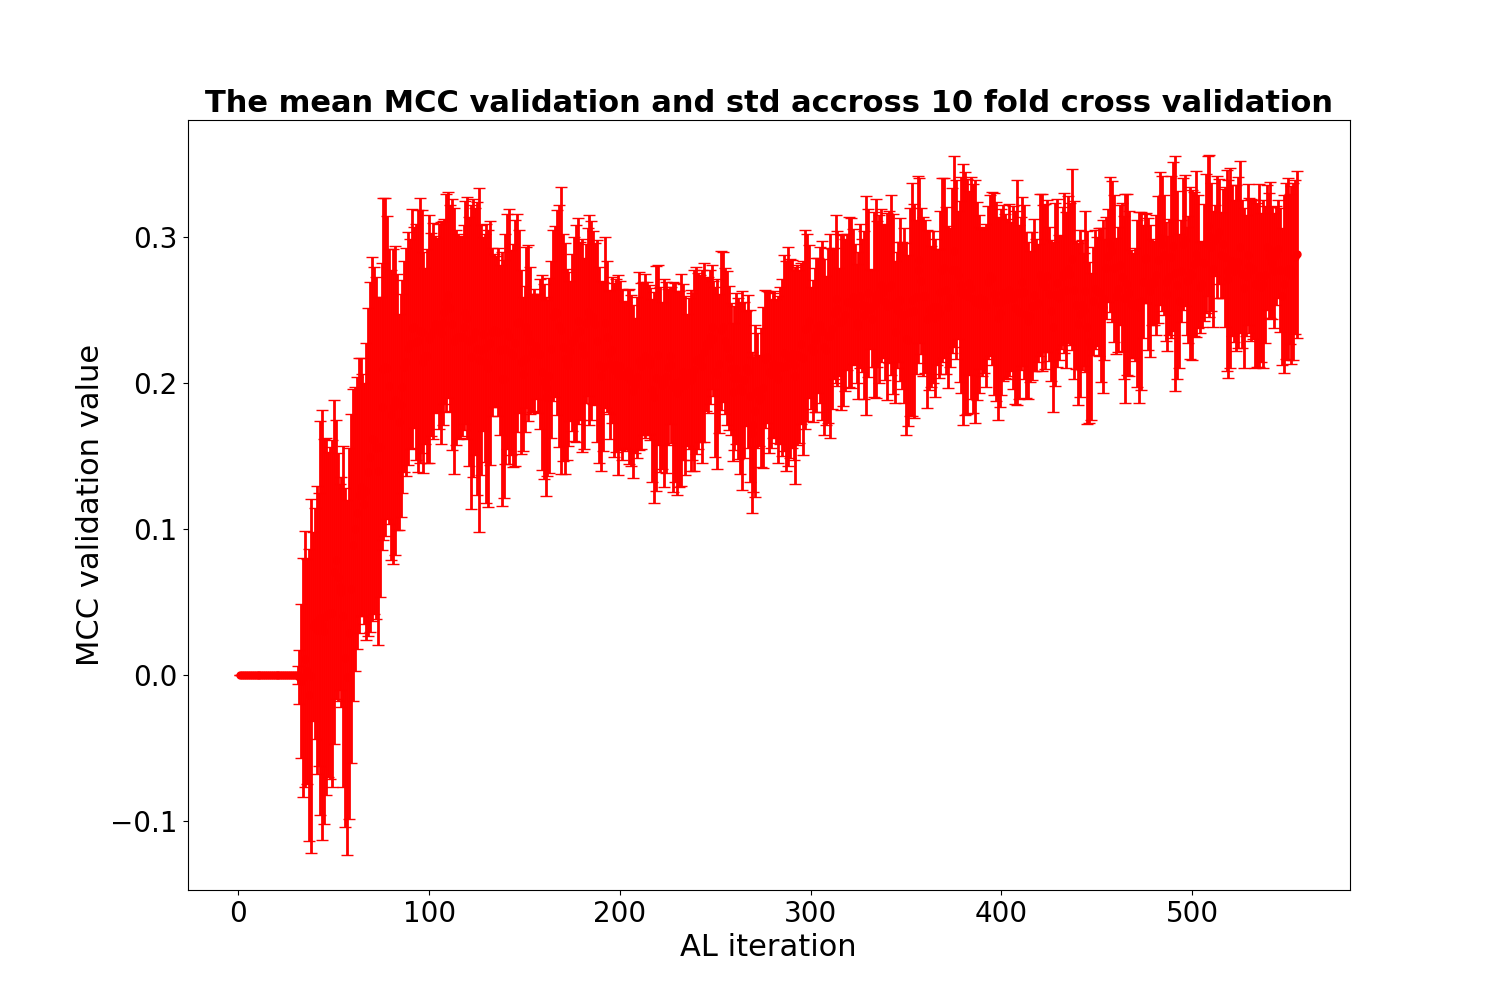 The mean MCC validation and std accross 10 fold cross validation
MCC validation value
0.3
0.2
0.1
0.0
−0.1
0 100 200 300 400 500
AL iteration